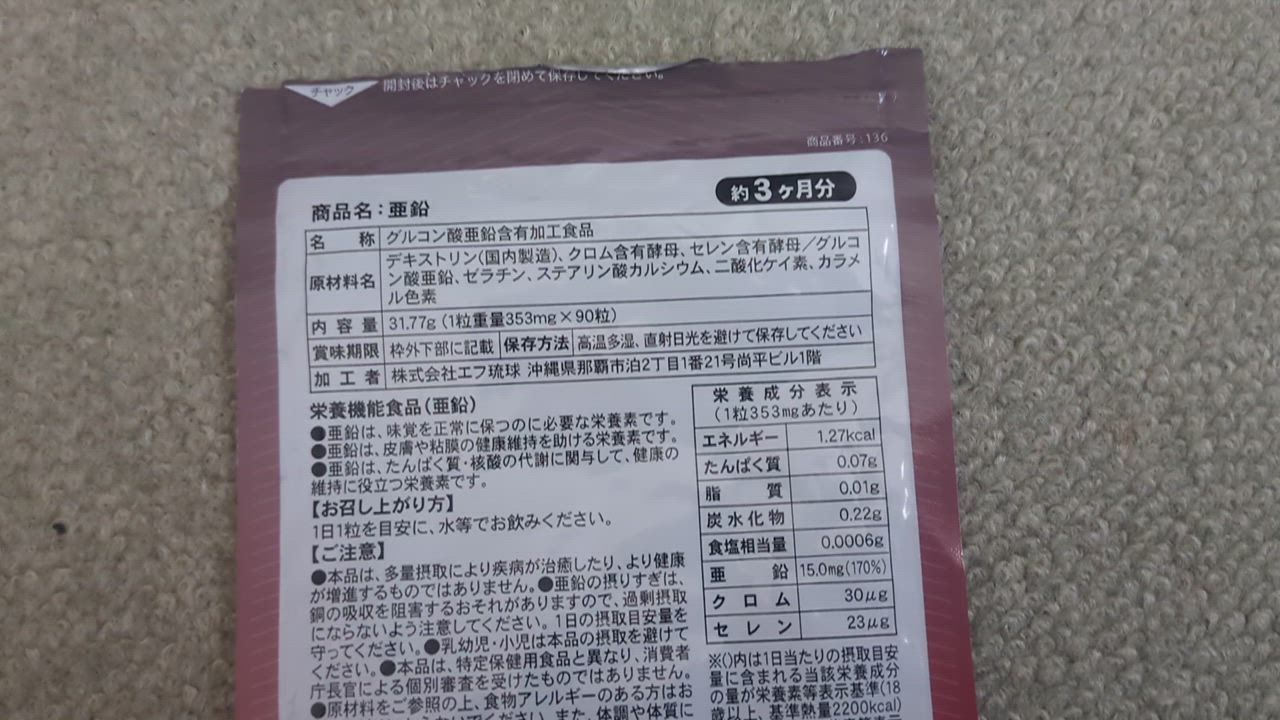 チャック
開封後はチャックを閉めて保存してください。
商品番号:136
約3ヶ月分
商品名:亜鉛
名称 グルコン酸亜鉛含有加工食品
原材料名 デキストリン(国内製造)、クロム含有酵母、セレン含有酵母/グルコ
ン酸亜鉛、ゼラチン、ステアリン酸カルシウム、二酸化ケイ素、カラメ
ル色素
内容量 31.77g (1粒重量353mg×90粒)
賞味期限 枠外下部に記載 保存方法 高温多湿、直射日光を避けて保存してください
加工者 株式会社エフ琉球 沖縄県那覇市泊2丁目1番21号尚平ビル1階
栄養機能食品(亜鉛)
●亜鉛は、味覚を正常に保つのに必要な栄養素です。
●亜鉛は、皮膚や粘膜の健康維持を助ける栄養素です。
●亜鉛は、たんぱく質・核酸の代謝に関与して、健康の
維持に役立つ栄養素です。
【お召し上がり方】
1日1粒を目安に、水等でお飲みください。
【ご注意】
●本品は、多量摂取により疾病が治癒したり、より健康
が増進するものではありません。●亜鉛の摂りすぎは、
銅の吸収を阻害するおそれがありますので、過剰摂取
にならないよう注意してください。1日の摂取目安量を
守ってください。●乳幼児・小児は本品の摂取を避けて
ください。●本品は、特定保健用食品と異なり、消費者
庁長官による個別審査を受けたものではありません。
●原材料をご参照の上、食物アレルギーのある方はお
ないでください。また、体調や体質に
栄養成分表示
(1粒353mgあたり)
エネルギー 1.27kcal
たんぱく質 0.07g
脂質 0.01g
炭水化物 0.22g
食塩相当量 0.0006g
亜鉛 15.0mg(170%)
クロム 30μg
セレン 23μg
※()内は1日当たりの摂取目安
量に含まれる当該栄養成分
の量が栄養素等表示基準(18
歳以上、基準熱量2200kcal)